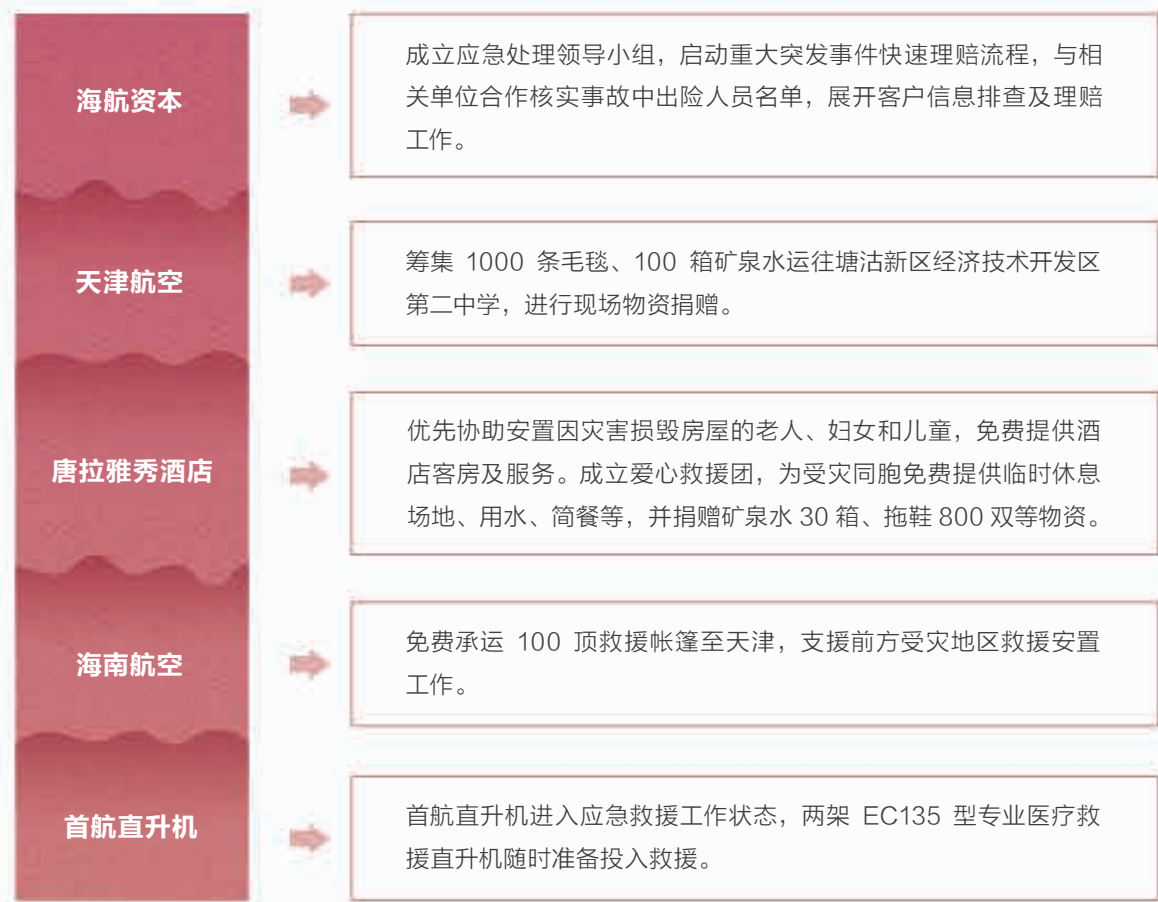 海航资本
成立应急处理领导小组，启动重大突发事件快速理赔流程，与相
关单位合作核实事故中出险人员名单，展开客户信息排查及理赔
工作。
天津航空
筹集 1000 条毛毯、100 箱矿泉水运往塘沽新区经济技术开发区
第二中学，进行现场物资捐赠。
唐拉雅秀酒店
优先协助安置因灾害损毁房屋的老人、妇女和儿童，免费提供酒
店客房及服务。成立爱心救援团，为受灾同胞免费提供临时休息
场地、用水、简餐等，并捐赠矿泉水 30 箱、拖鞋 800 双等物资。
海南航空
免费承运 100 顶救援帐篷至天津，支援前方受灾地区救援安置
工作。
首航直升机
首航直升机进入应急救援工作状态，两架 EC135 型专业医疗救
援直升机随时准备投入救援。